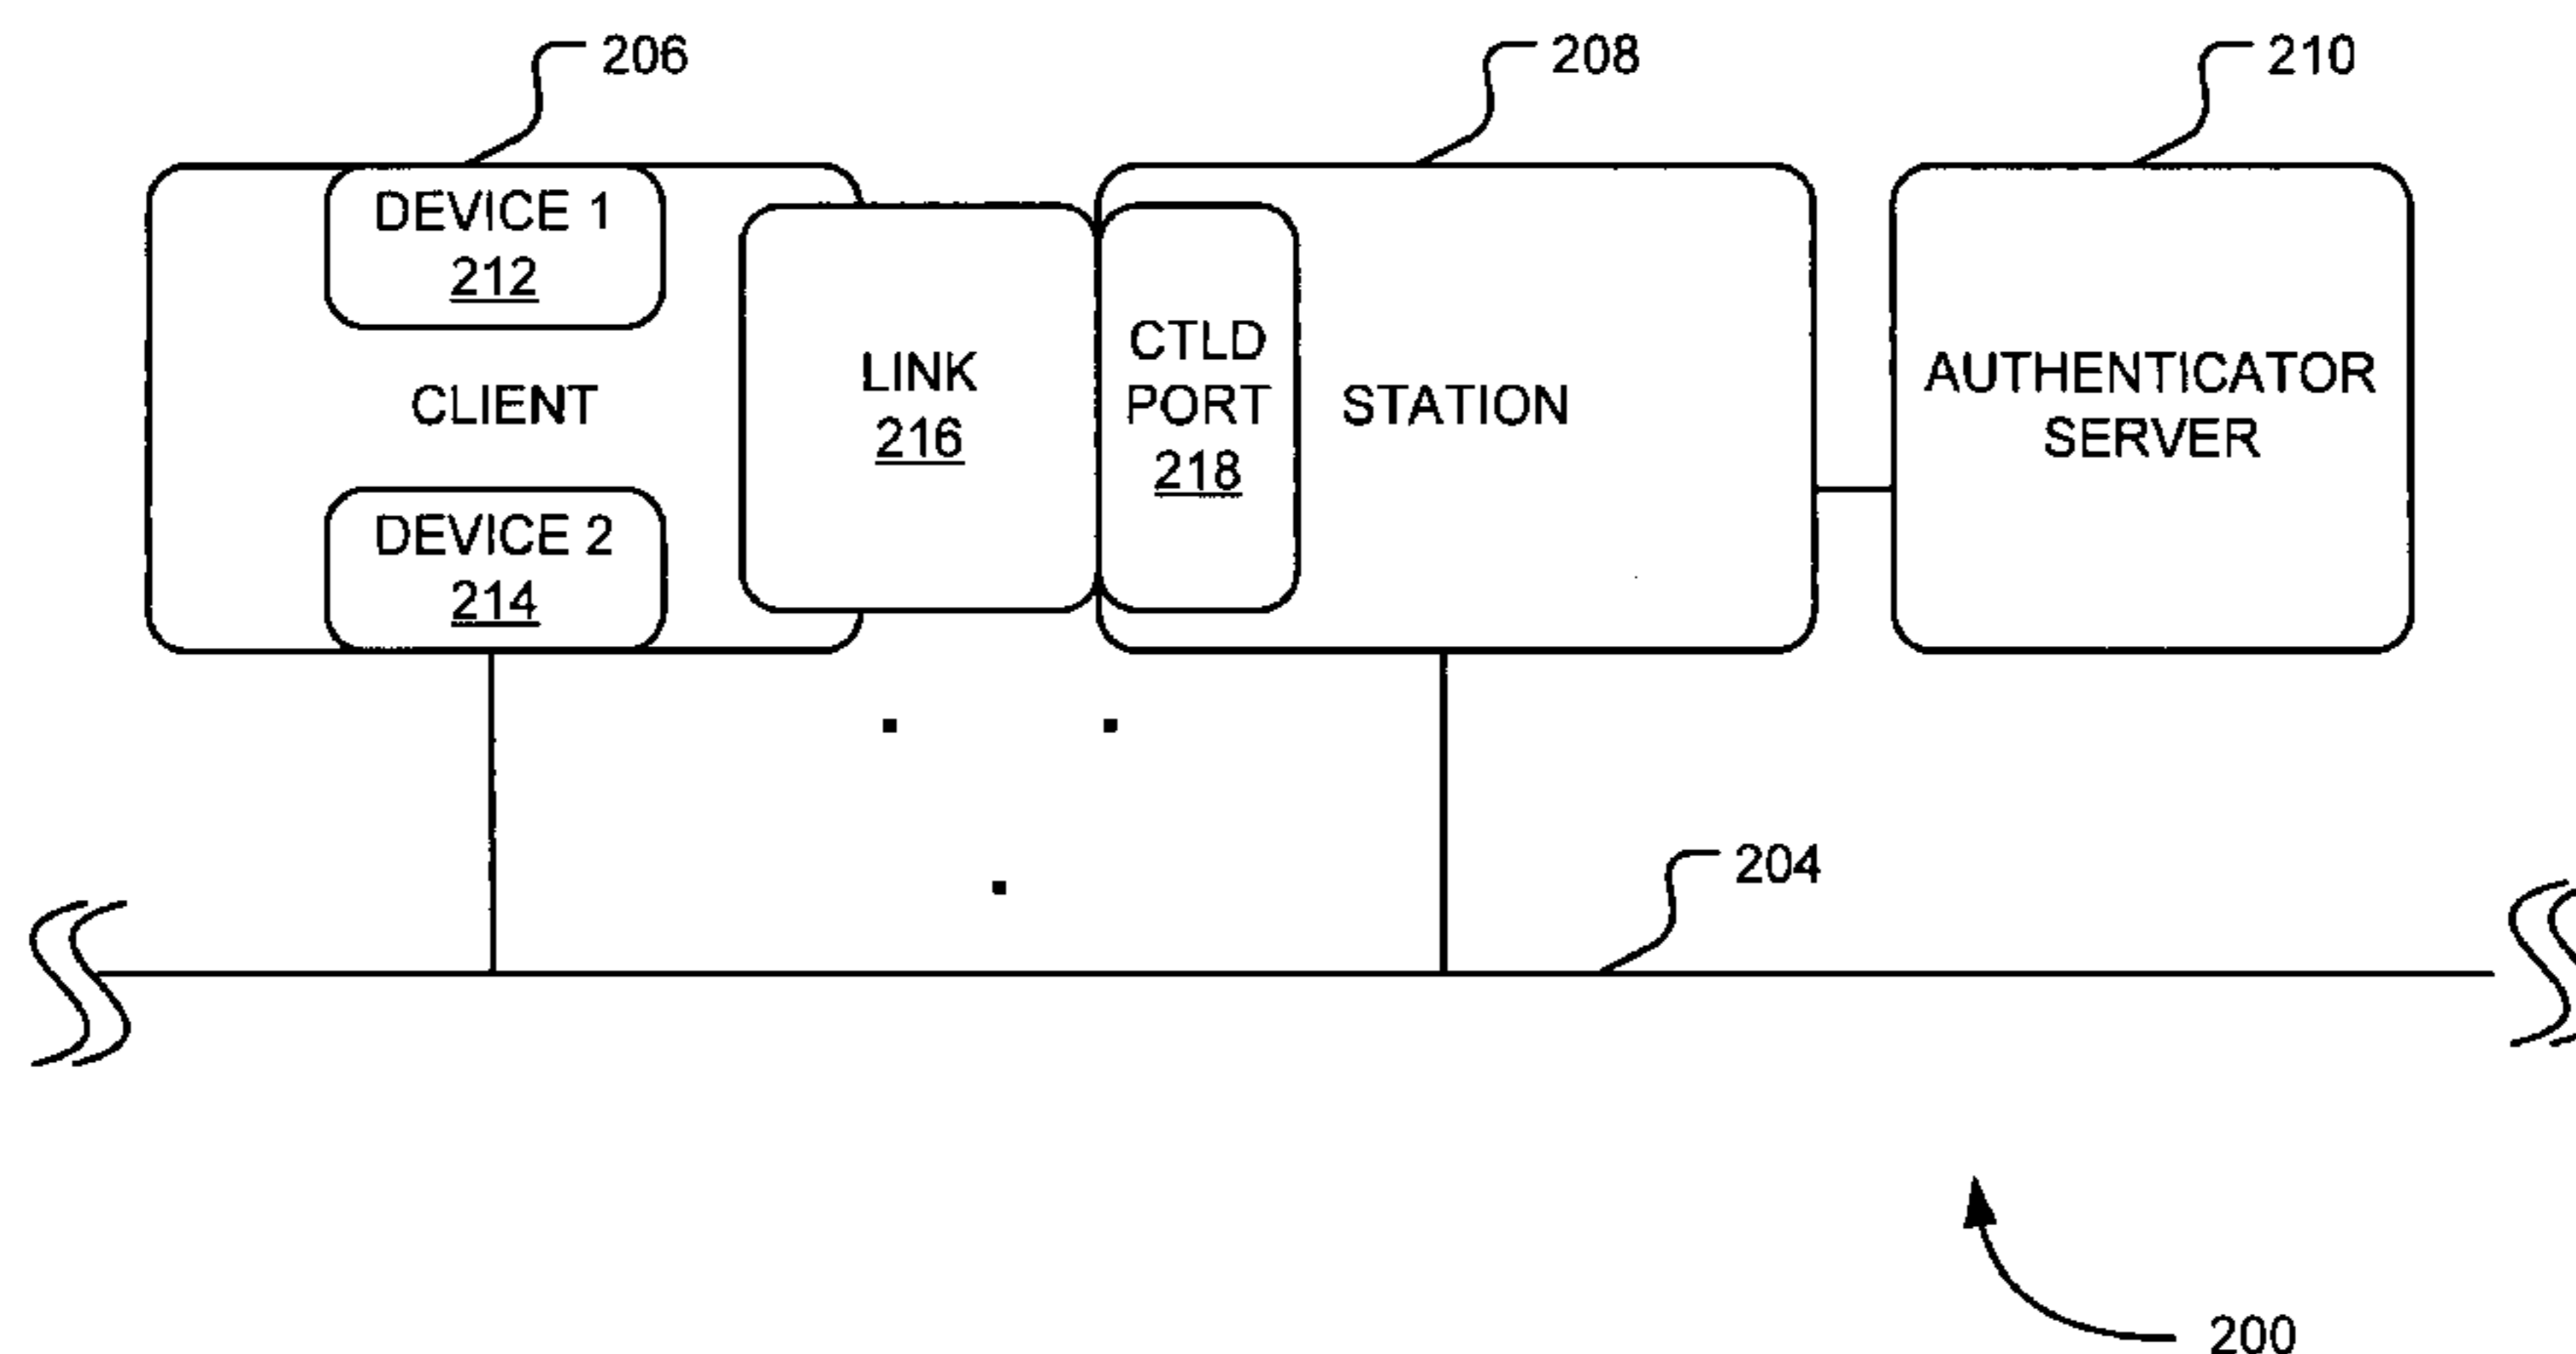 206
208
210
DEVICE 1
212
CLIENT
DEVICE 2
214
LINK
216
CTLD
PORT
218
STATION
AUTHENTICATOR
SERVER
204
200